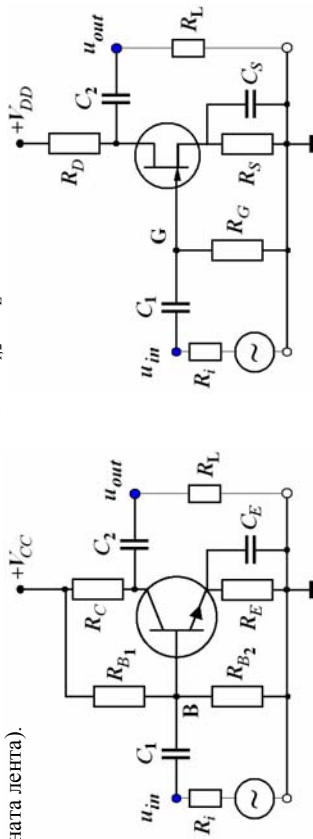 ната лента).
+V_CC
+V_DD
R_B1
R_C
C_2
u_out
R_D
C_2
u_out
u_in
C_1
B
R_L
u_in
C_1
G
R_L
R_i
R_B2
R_E
C_E
R_i
R_G
R_S
C_S
~
~